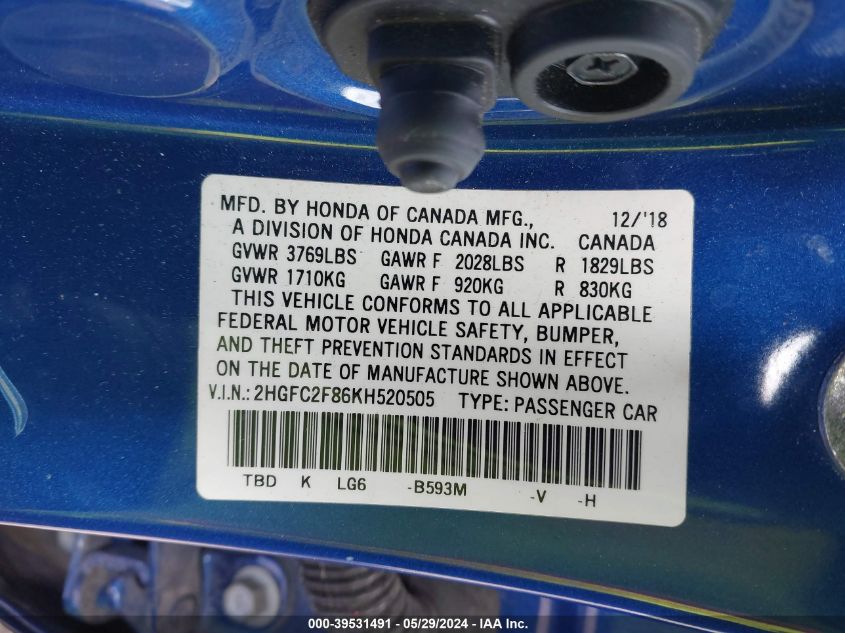 MFD. BY HONDA OF CANADA MFG., 12/'18
A DIVISION OF HONDA CANADA INC. CANADA
GVWR 3769LBS GAWR F 2028LBS R 1829LBS
GVWR 1710KG GAWR F 920KG R 830KG
THIS VEHICLE CONFORMS TO ALL APPLICABLE
FEDERAL MOTOR VEHICLE SAFETY, BUMPER,
AND THEFT PREVENTION STANDARDS IN EFFECT
ON THE DATE OF MANUFACTURE SHOWN ABOVE.
V.I.N.: 2HGFC2F86KH520505 TYPE: PASSENGER CAR
TBD K LG6 -B593M -V -H
000-39531491 - 05/29/2024 - IAAI Inc.